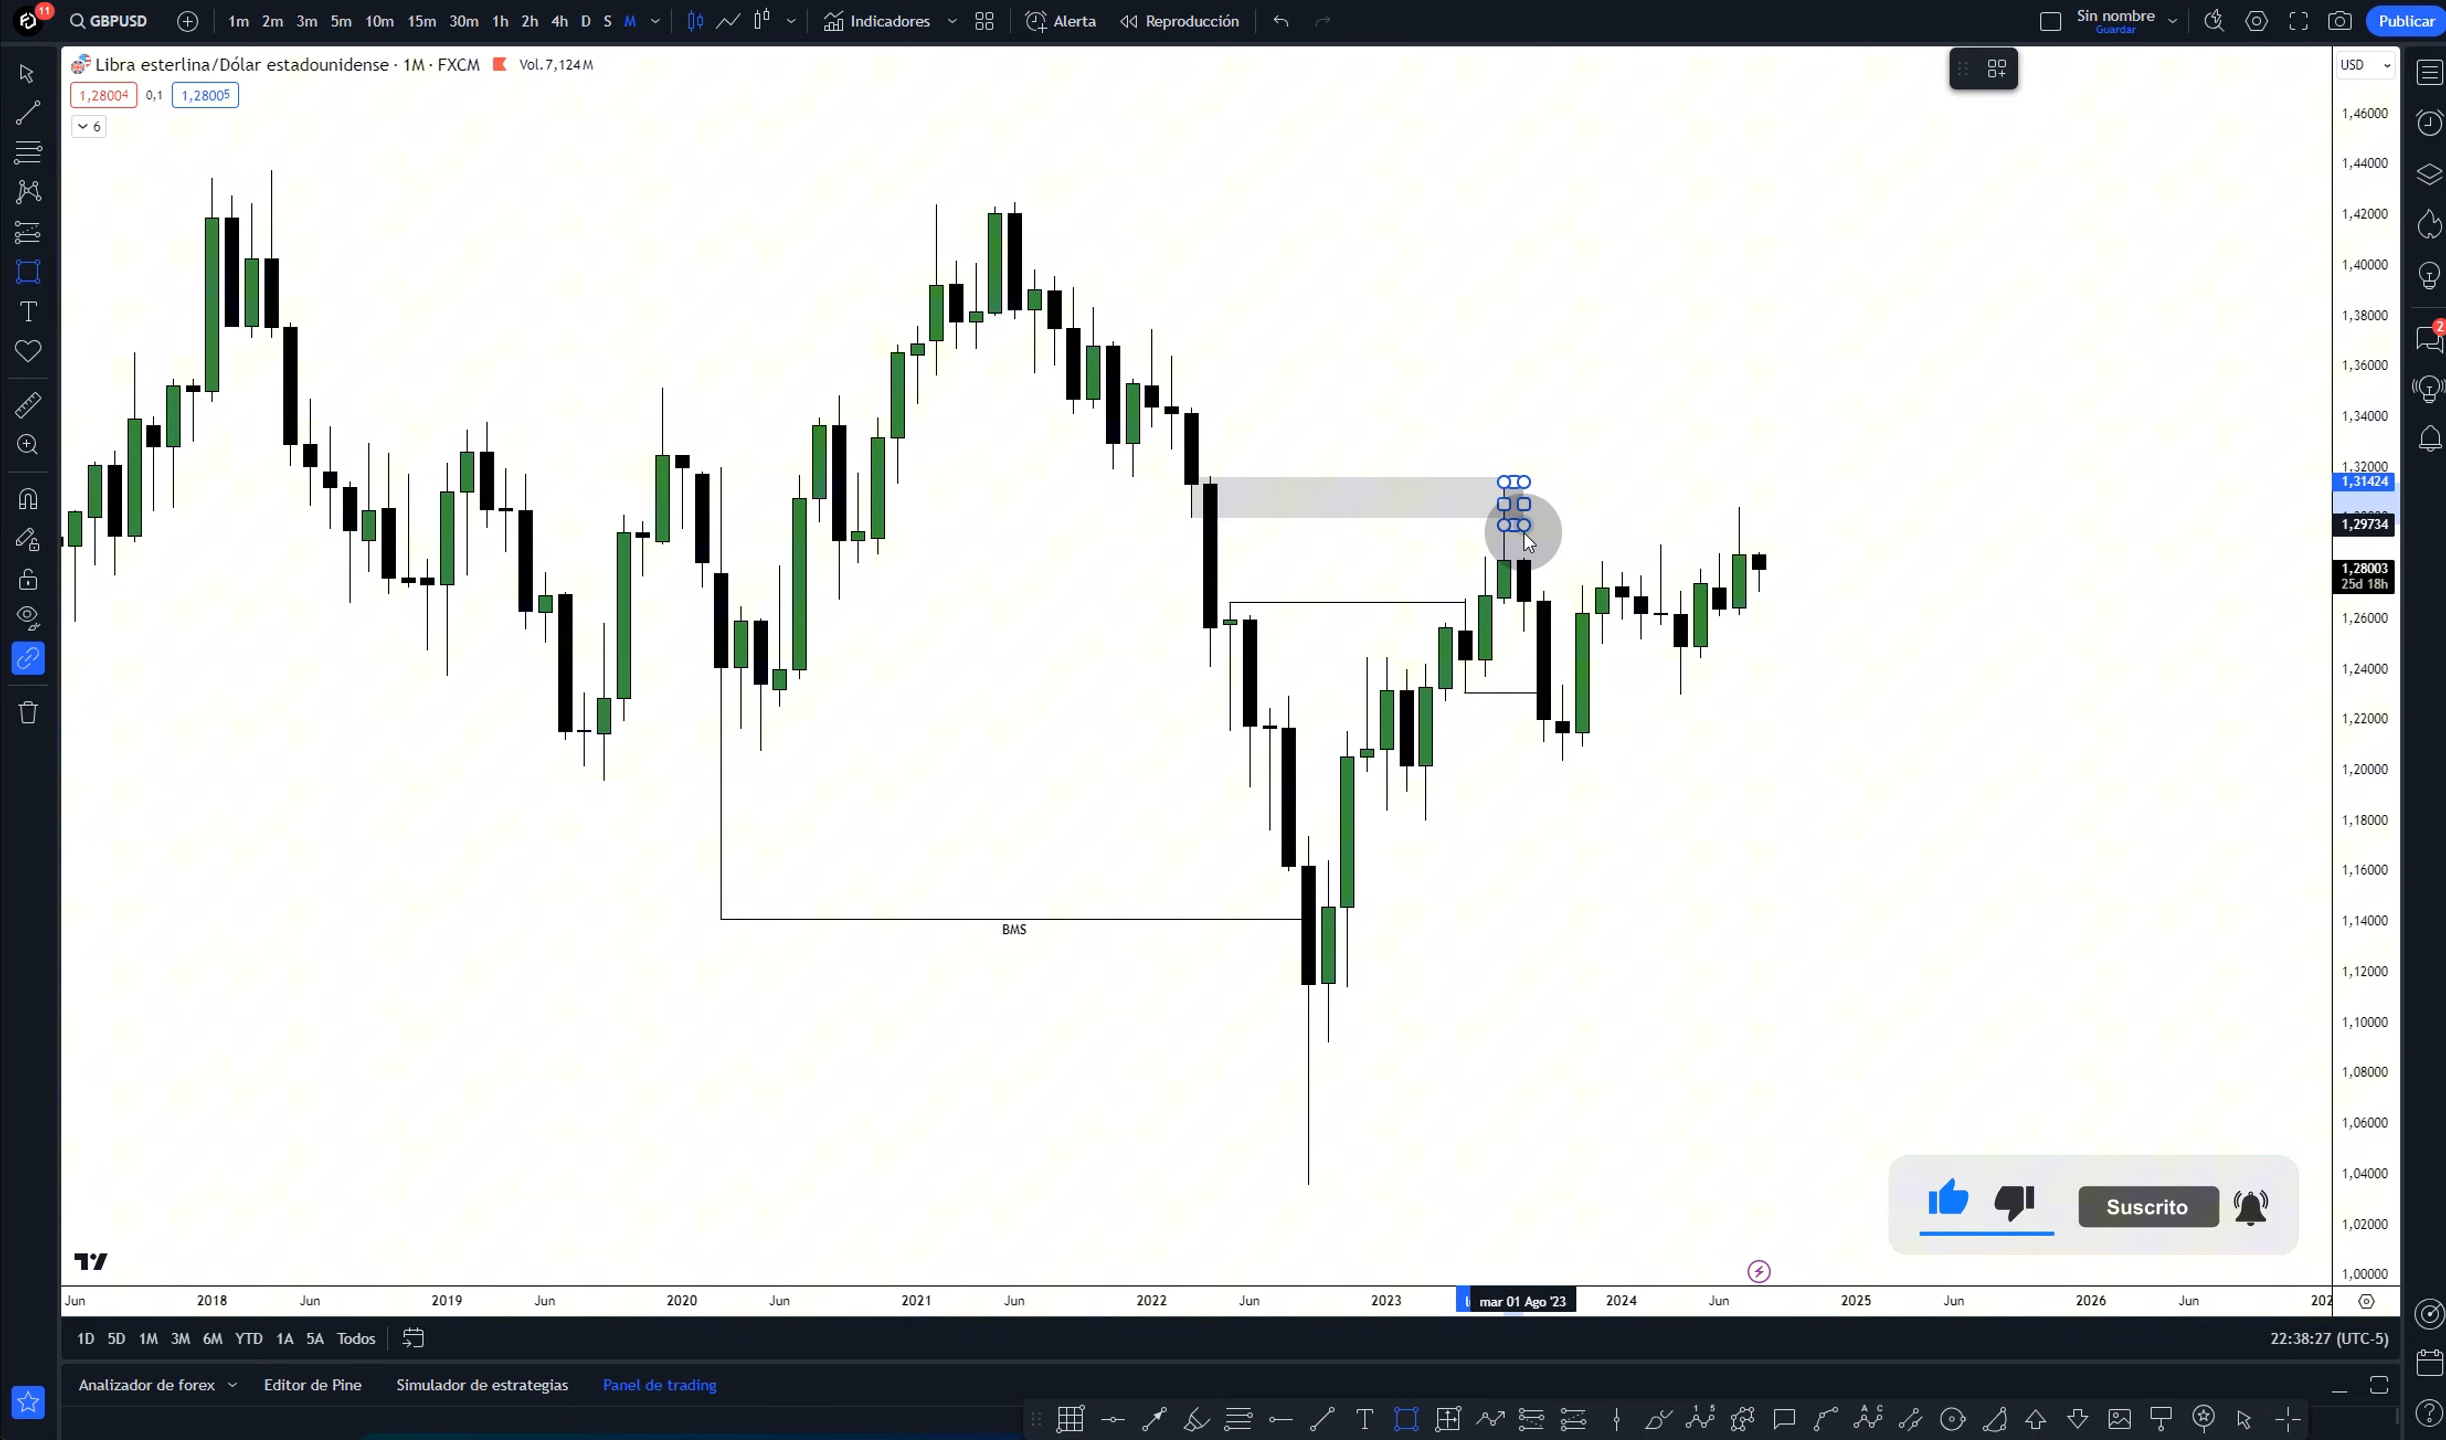 11
GBPUSD
1m 2m 3m 5m 10m 15m 30m 1h 2h 4h D S M
Indicadores
Alerta
Reproducción
Sin nombre
Guardar
Publicar
Libra esterlina/Dólar estadounidense · 1M · FXCM
Vol. 7,124 M
1,28004 0,1 1,28005
6
USD
1,46000
1,44000
1,42000
1,40000
1,38000
1,36000
1,34000
1,32000
1,31424
1,29734
1,28003
25d 18h
1,26000
1,24000
1,22000
1,20000
1,18000
1,16000
1,14000
1,12000
1,10000
1,08000
1,06000
1,04000
1,02000
1,00000
2
BMS
Suscrito
Jun 2018 Jun 2019 Jun 2020 Jun 2021 Jun 2022 Jun 2023 mar 01 Ago '23 2024 Jun 2025 Jun 2026 Jun 202
1D 5D 1M 3M 6M YTD 1A 5A Todos
22:38:27 (UTC-5)
Analizador de forex Editor de Pine Simulador de estrategias Panel de trading